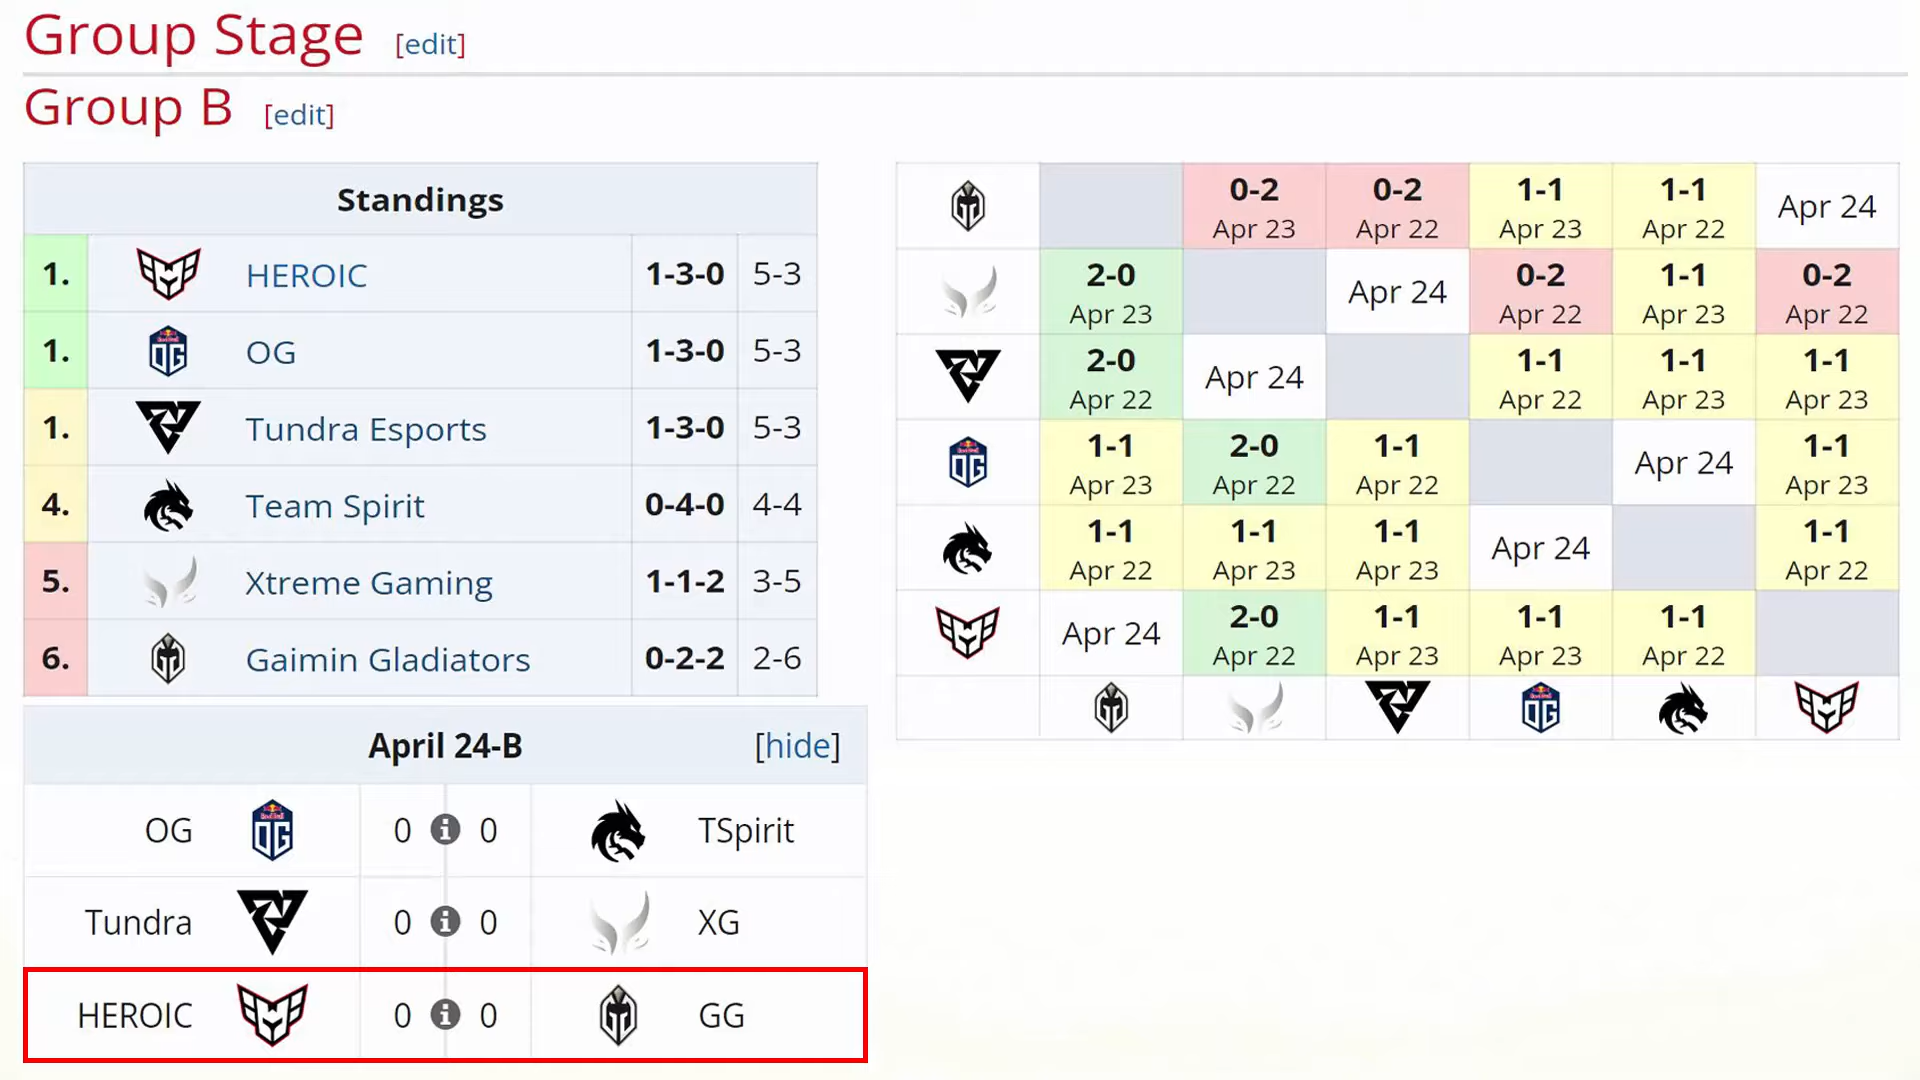 Group Stage [edit]
Group B [edit]
Standings
1. HEROIC 1-3-0 5-3
1. OG 1-3-0 5-3
1. Tundra Esports 1-3-0 5-3
4. Team Spirit 0-4-0 4-4
5. Xtreme Gaming 1-1-2 3-5
6. Gaimin Gladiators 0-2-2 2-6
April 24-B [hide]
OG 0 0 TSpirit
Tundra 0 0 XG
HEROIC 0 0 GG
0-2 0-2 1-1 1-1 Apr 24
Apr 23 Apr 22 Apr 23 Apr 22
2-0 Apr 24 0-2 1-1 0-2
Apr 23 Apr 22 Apr 23 Apr 22
2-0 Apr 24 1-1 1-1 1-1
Apr 22 Apr 22 Apr 23 Apr 23
1-1 2-0 1-1 Apr 24 1-1
Apr 23 Apr 22 Apr 22 Apr 23
1-1 1-1 1-1 Apr 24 1-1
Apr 22 Apr 23 Apr 23 Apr 22
Apr 24 2-0 1-1 1-1 1-1
Apr 22 Apr 23 Apr 23 Apr 22